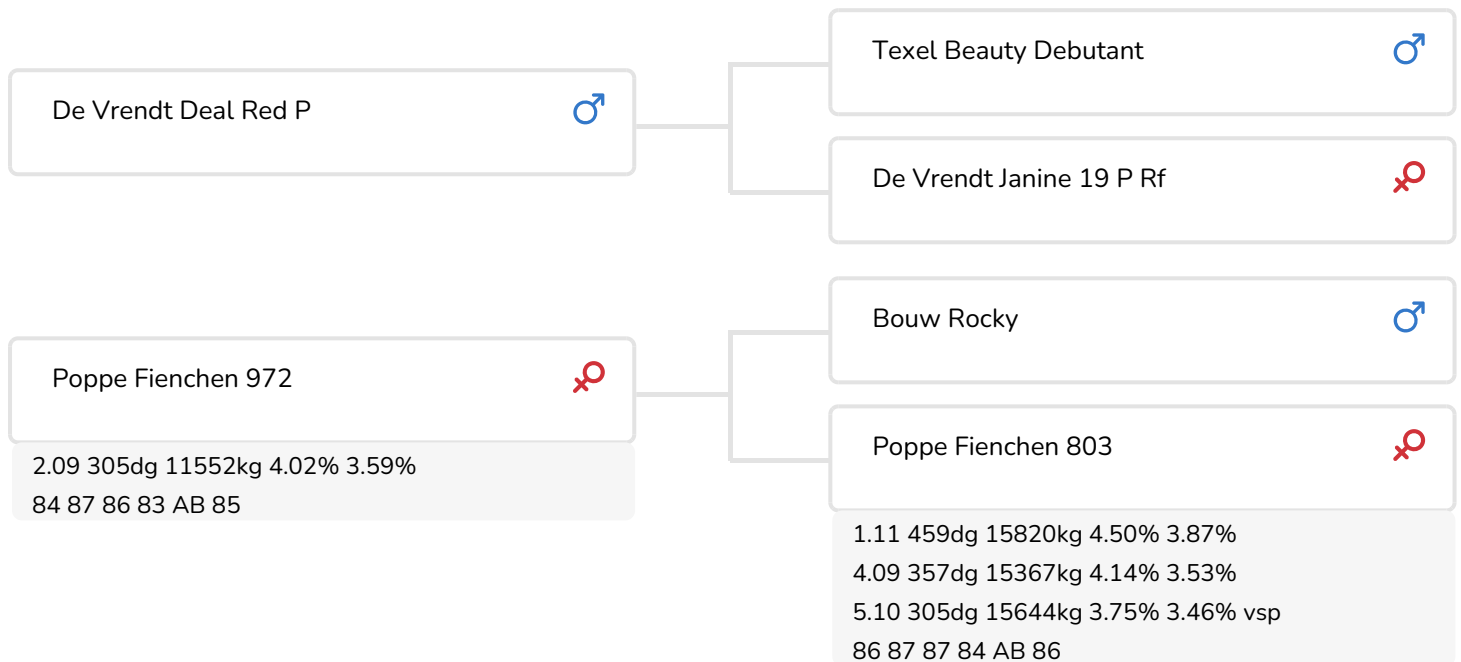 De Vrendt Deal Red P
Texel Beauty Debutant
De Vrendt Janine 19 P Rf
Poppe Fienchen 972
2.09 305dg 11552kg 4.02% 3.59%
84 87 86 83 AB 85
Bouw Rocky
Poppe Fienchen 803
1.11 459dg 15820kg 4.50% 3.87%
4.09 357dg 15367kg 4.14% 3.53%
5.10 305dg 15644kg 3.75% 3.46% vsp
86 87 87 84 AB 86